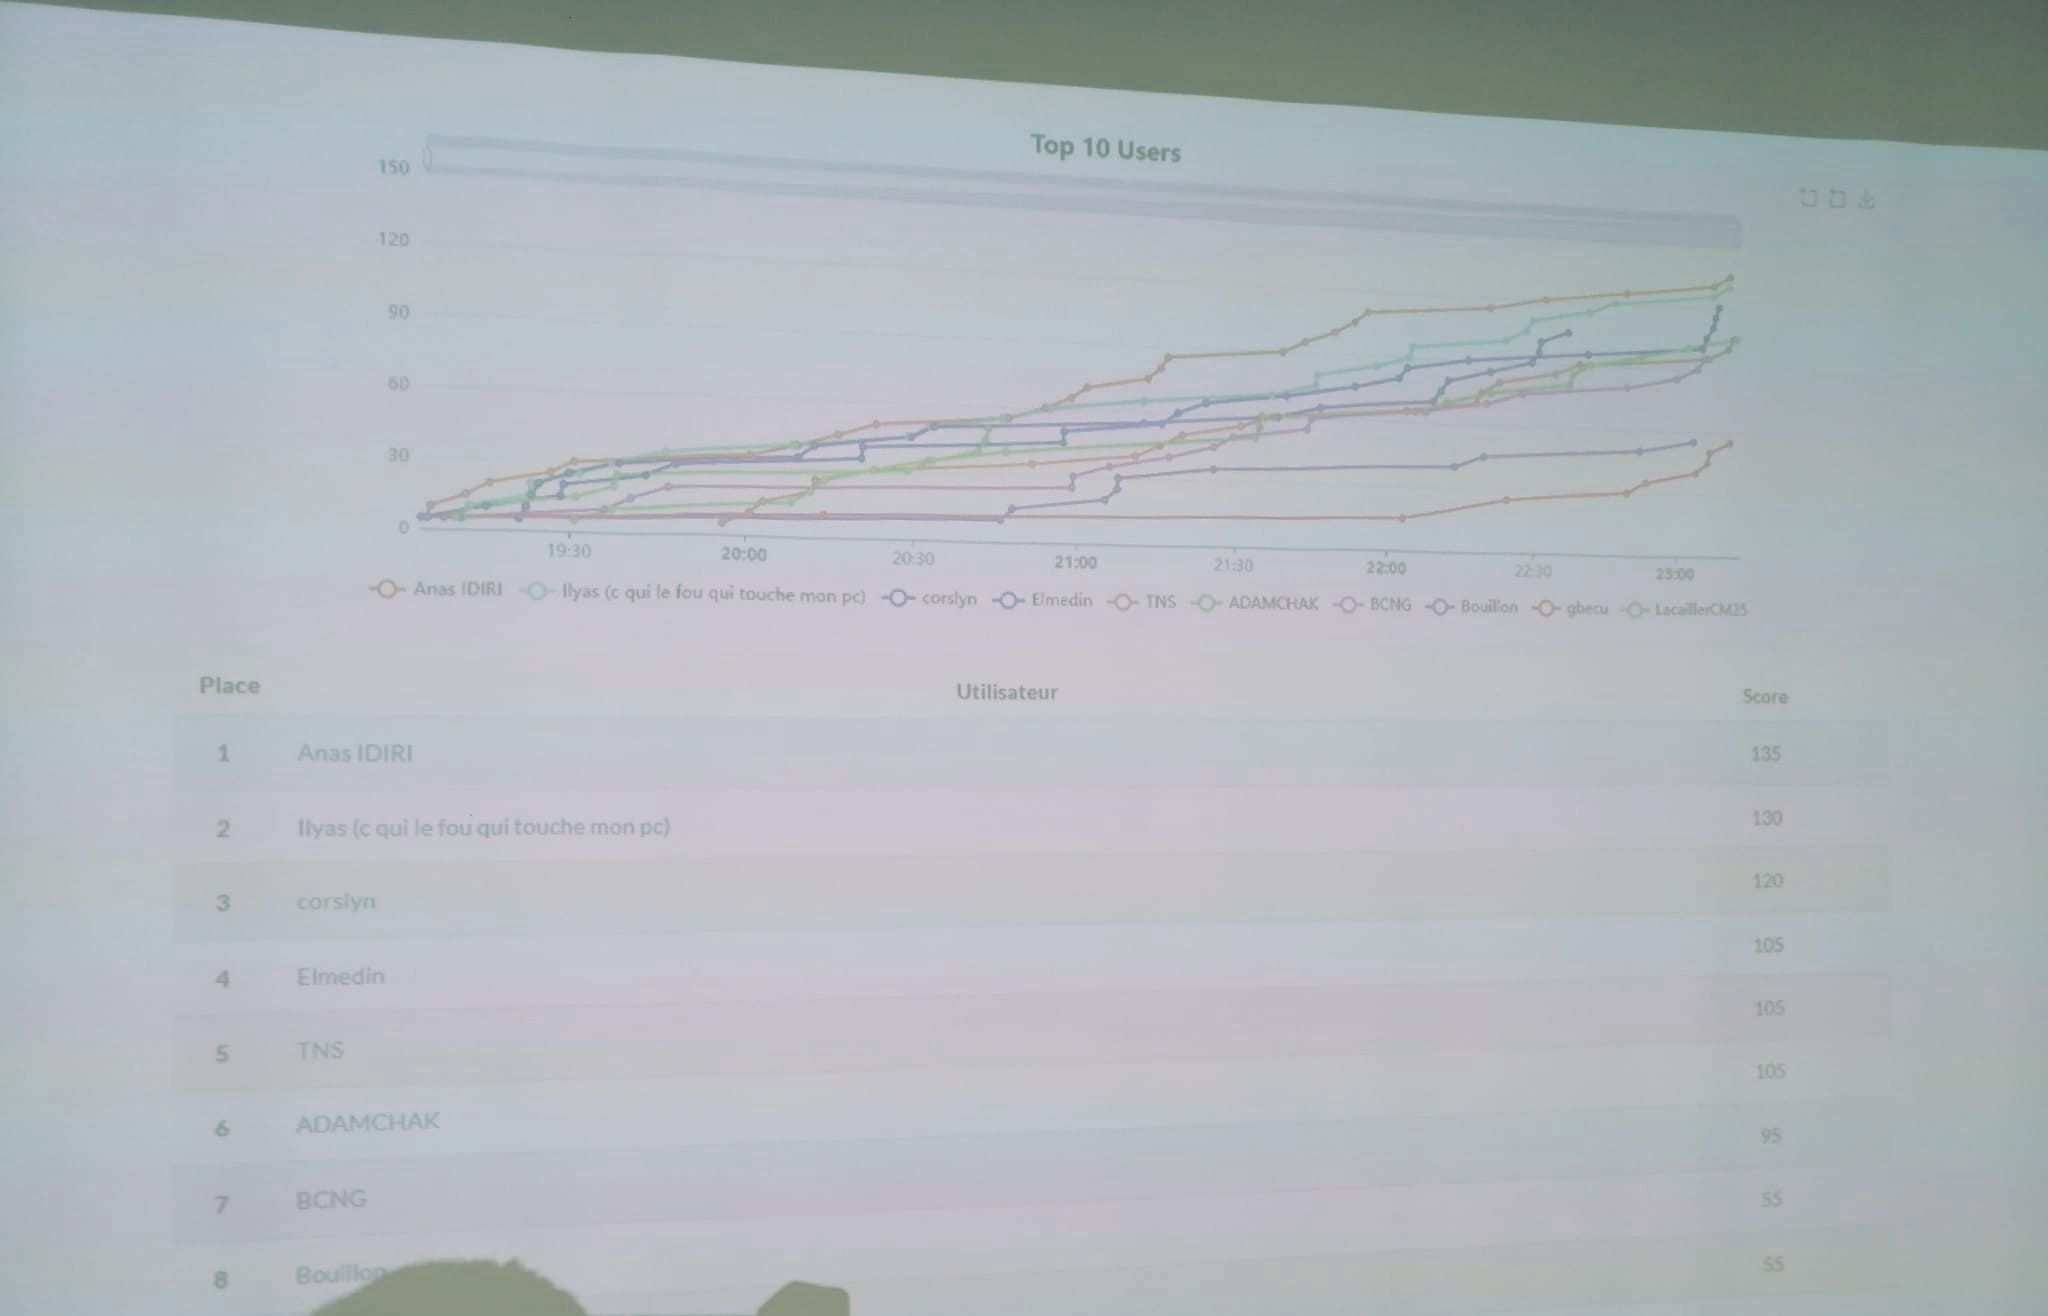 Top 10 Users
150
120
90
60
30
0
19:30 20:00 20:30 21:00 21:30 22:00 22:30 23:00
Anas IDIRI Ilyas (c qui le fou qui touche mon pc) corslyn Elmedin TNS ADAMCHAK BCNG Bouillon gbecu LacaillerCM25
Place Utilisateur Score
1 Anas IDIRI 135
2 Ilyas (c qui le fou qui touche mon pc) 130
3 corslyn 120
4 Elmedin 105
5 TNS 105
6 ADAMCHAK 105
7 BCNG 95
8 Bouillon 55
55